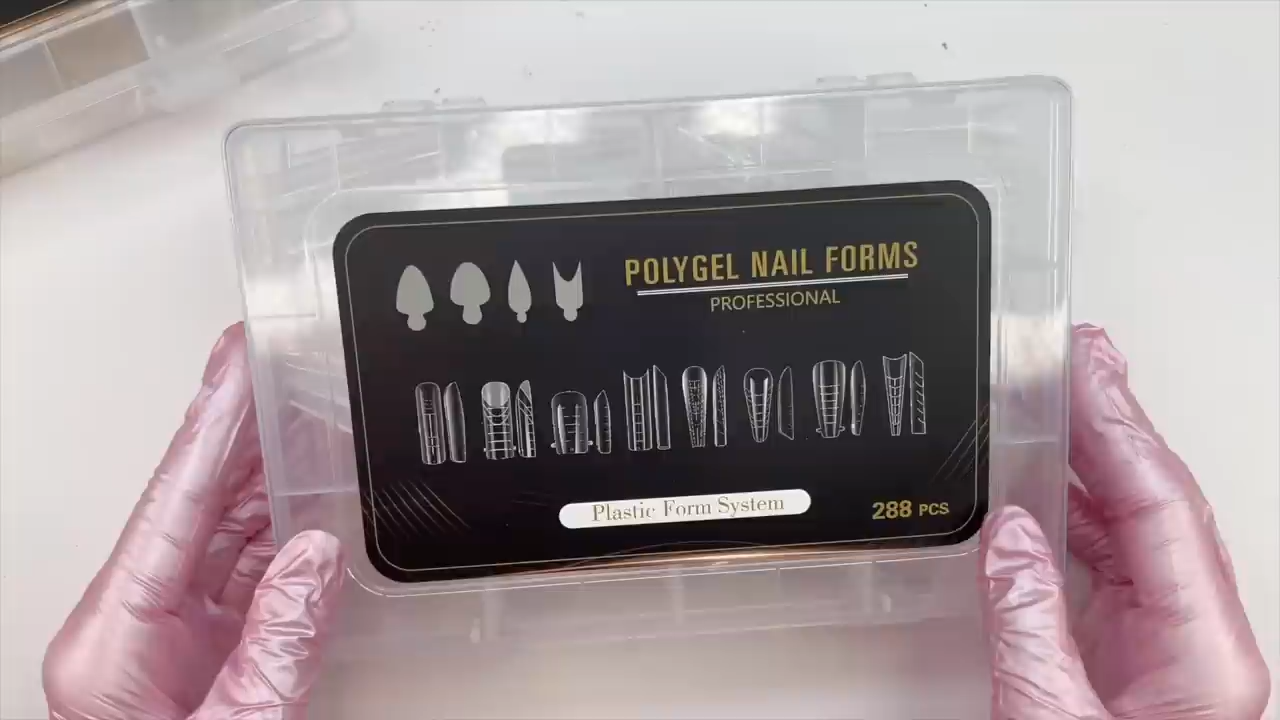 POLYGEL NAIL FORMS
PROFESSIONAL
Plastic Form System
288 PCS